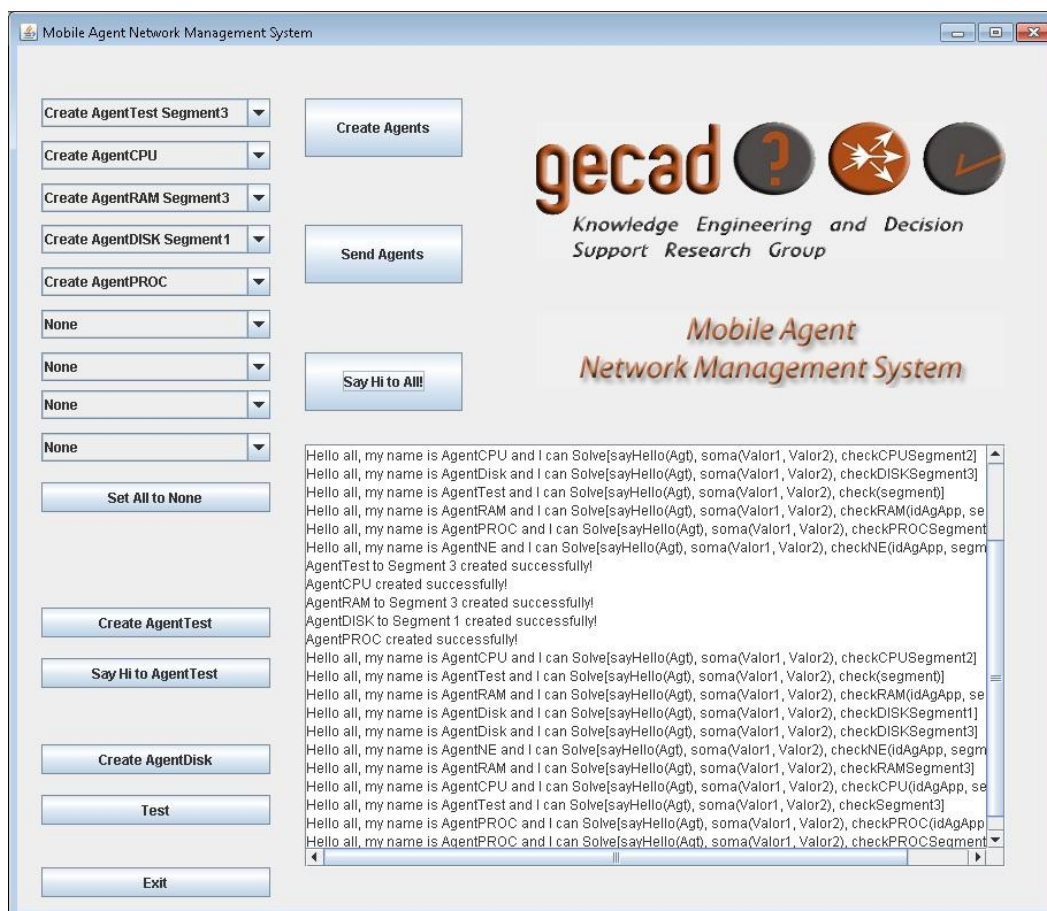 Mobile Agent Network Management System
Create AgentTest Segment3
Create AgentCPU
Create AgentRAM Segment3
Create AgentDISK Segment1
Create AgentPROC
None
None
None
None
Set All to None
Create AgentTest
Say Hi to AgentTest
Create AgentDisk
Test
Exit
Create Agents
Send Agents
Say Hi to All!
gecad ?
Knowledge Engineering and Decision
Support Research Group
Mobile Agent
Network Management System
Hello all, my name is AgentCPU and I can Solve[sayHello(Agt), soma(Valor1, Valor2), checkCPUSegment2]
Hello all, my name is AgentDisk and I can Solve[sayHello(Agt), soma(Valor1, Valor2), checkDISKSegment3]
Hello all, my name is AgentTest and I can Solve[sayHello(Agt), soma(Valor1, Valor2), check(segment)]
Hello all, my name is AgentRAM and I can Solve[sayHello(Agt), soma(Valor1, Valor2), checkRAM(idAgApp, se
Hello all, my name is AgentPROC and I can Solve[sayHello(Agt), soma(Valor1, Valor2), checkPROCSegment
Hello all, my name is AgentNE and I can Solve[sayHello(Agt), soma(Valor1, Valor2), checkNE(idAgApp, segm
AgentTest to Segment 3 created successfully!
AgentCPU created successfully!
AgentRAM to Segment 3 created successfully!
AgentDISK to Segment 1 created successfully!
AgentPROC created successfully!
Hello all, my name is AgentCPU and I can Solve[sayHello(Agt), soma(Valor1, Valor2), checkCPUSegment2]
Hello all, my name is AgentTest and I can Solve[sayHello(Agt), soma(Valor1, Valor2), check(segment)]
Hello all, my name is AgentRAM and I can Solve[sayHello(Agt), soma(Valor1, Valor2), checkRAM(idAgApp, se
Hello all, my name is AgentDisk and I can Solve[sayHello(Agt), soma(Valor1, Valor2), checkDISKSegment1]
Hello all, my name is AgentDisk and I can Solve[sayHello(Agt), soma(Valor1, Valor2), checkDISKSegment3]
Hello all, my name is AgentNE and I can Solve[sayHello(Agt), soma(Valor1, Valor2), checkNE(idAgApp, segm
Hello all, my name is AgentRAM and I can Solve[sayHello(Agt), soma(Valor1, Valor2), checkRAMSegment3]
Hello all, my name is AgentCPU and I can Solve[sayHello(Agt), soma(Valor1, Valor2), checkCPU(idAgApp, se
Hello all, my name is AgentTest and I can Solve[sayHello(Agt), soma(Valor1, Valor2), checkSegment3]
Hello all, my name is AgentPROC and I can Solve[sayHello(Agt), soma(Valor1, Valor2), checkPROC(idAgApp
Hello all, my name is AgentPROC and I can Solve[sayHello(Agt), soma(Valor1, Valor2), checkPROCSegment